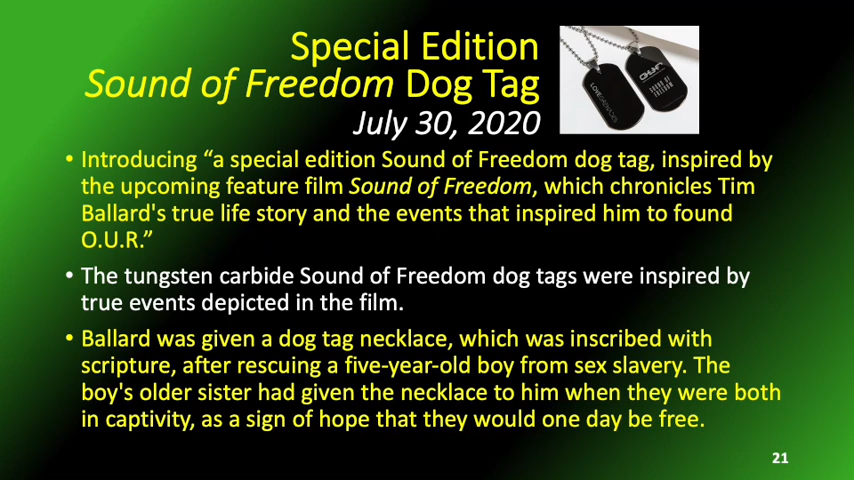 Special Edition
Sound of Freedom Dog Tag
July 30, 2020
O.U.R.
SOUND OF
FREEDOM
• Introducing “a special edition Sound of Freedom dog tag, inspired by
the upcoming feature film Sound of Freedom, which chronicles Tim
Ballard's true life story and the events that inspired him to found
O.U.R.”
• The tungsten carbide Sound of Freedom dog tags were inspired by
true events depicted in the film.
• Ballard was given a dog tag necklace, which was inscribed with
scripture, after rescuing a five-year-old boy from sex slavery. The
boy's older sister had given the necklace to him when they were both
in captivity, as a sign of hope that they would one day be free.
21